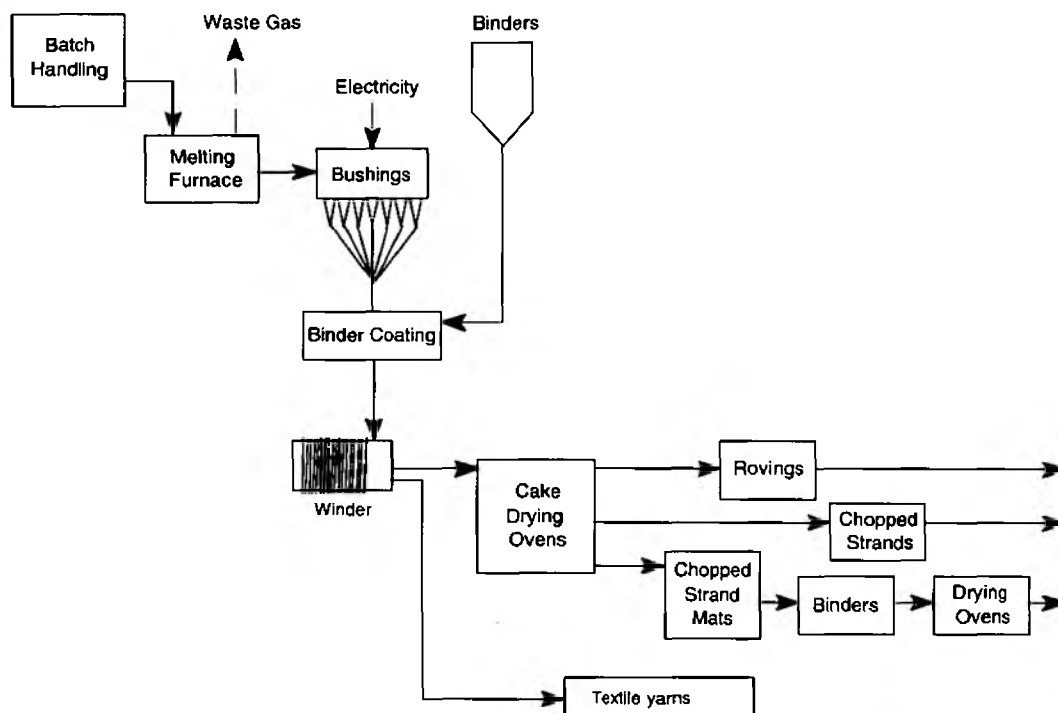 Waste Gas
Binders
Batch
Handling
Electricity
Melting
Furnace
Bushings
Binder Coating
Winder
Cake
Drying
Ovens
Rovings
Chopped
Strands
Chopped
Strand
Mats
Binders
Drying
Ovens
Textile yarns